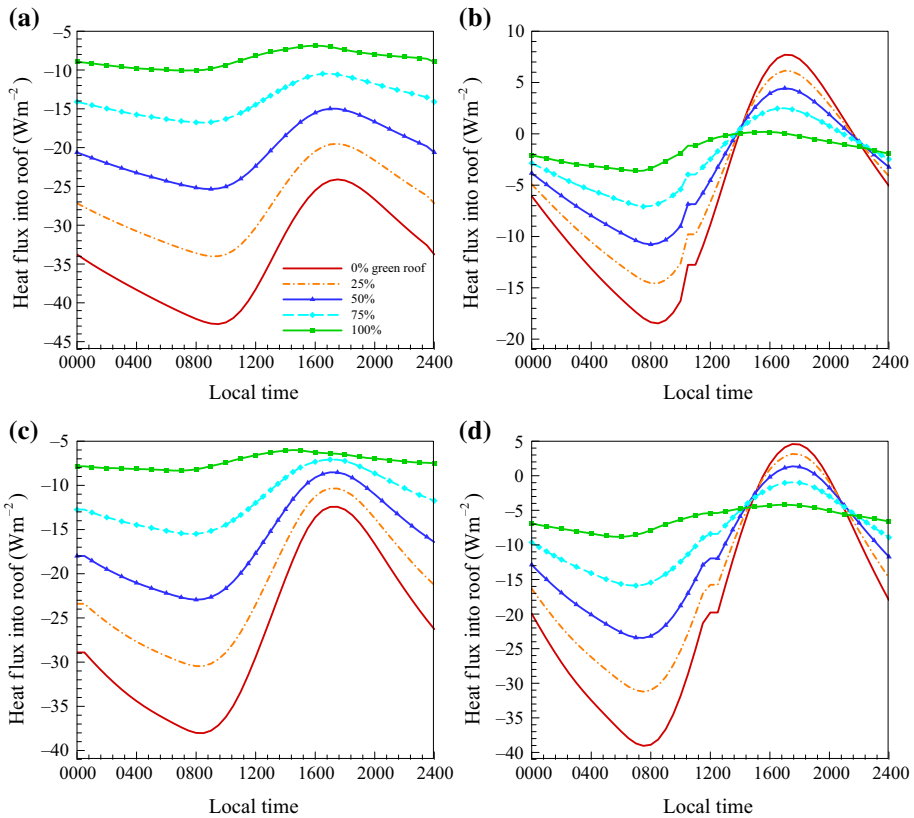 (a)
Heat flux into roof (Wm−2)
−5
−10
−15
−20
−25
−30
−35
−40
−45
0% green roof
25%
50%
75%
100%
0000 0400 0800 1200 1600 2000 2400
Local time
(b)
Heat flux into roof (Wm−2)
10
5
0
−5
−10
−15
−20
0000 0400 0800 1200 1600 2000 2400
Local time
(c)
Heat flux into roof (Wm−2)
−5
−10
−15
−20
−25
−30
−35
−40
0000 0400 0800 1200 1600 2000 2400
Local time
(d)
Heat flux into roof (Wm−2)
5
0
−5
−10
−15
−20
−25
−30
−35
−40
0000 0400 0800 1200 1600 2000 2400
Local time